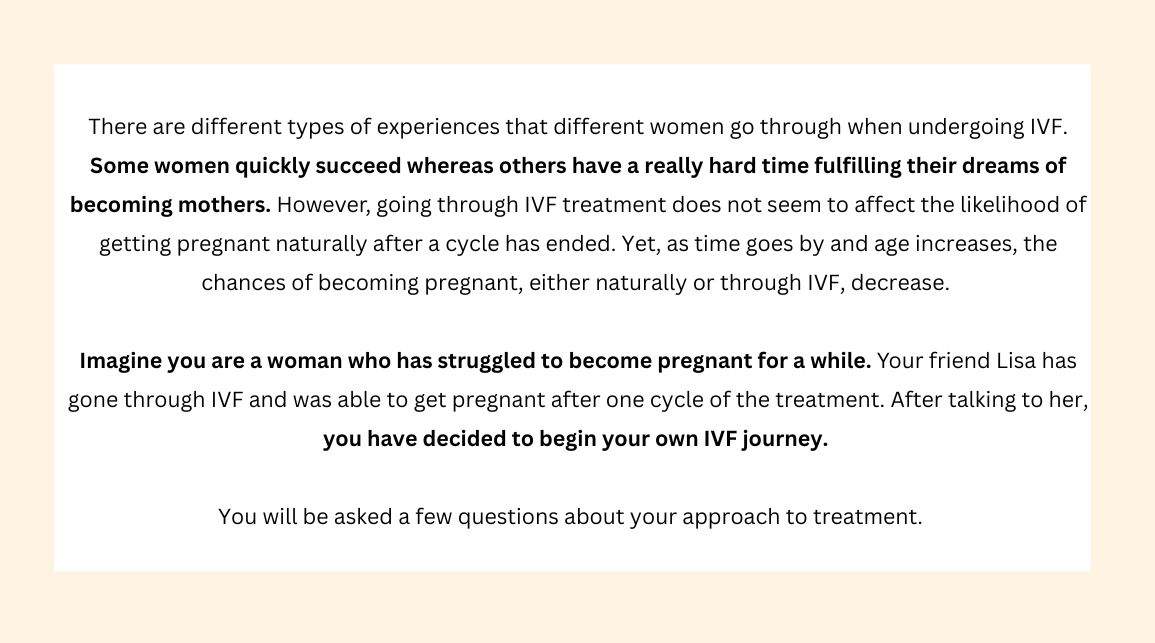 There are different types of experiences that different women go through when undergoing IVF.
Some women quickly succeed whereas others have a really hard time fulfilling their dreams of
becoming mothers. However, going through IVF treatment does not seem to affect the likelihood of
getting pregnant naturally after a cycle has ended. Yet, as time goes by and age increases, the
chances of becoming pregnant, either naturally or through IVF, decrease.
Imagine you are a woman who has struggled to become pregnant for a while. Your friend Lisa has
gone through IVF and was able to get pregnant after one cycle of the treatment. After talking to her,
you have decided to begin your own IVF journey.
You will be asked a few questions about your approach to treatment.